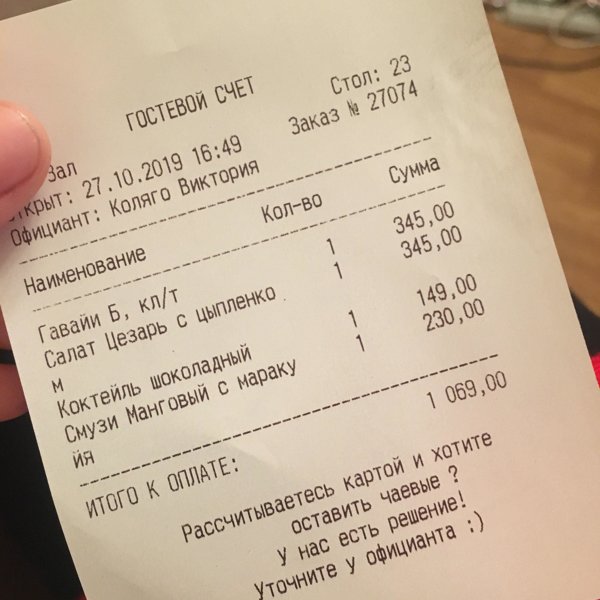 ГОСТЕВОЙ СЧЕТ
Стол: 23
Зал
Заказ № 27074
Открыт: 27.10.2019 16:49
Официант: Коляго Виктория
Наименование Кол-во Сумма
Гавайи Б, кл/т 1 345,00
Салат Цезарь с цыпленко 1 345,00
м
Коктейль шоколадный 1 149,00
Смузи Манговый с мараку 1 230,00
йя
ИТОГО К ОПЛАТЕ: 1 069,00
Рассчитываетесь картой и хотите
оставить чаевые ?
у нас есть решение!
Уточните у официанта :)